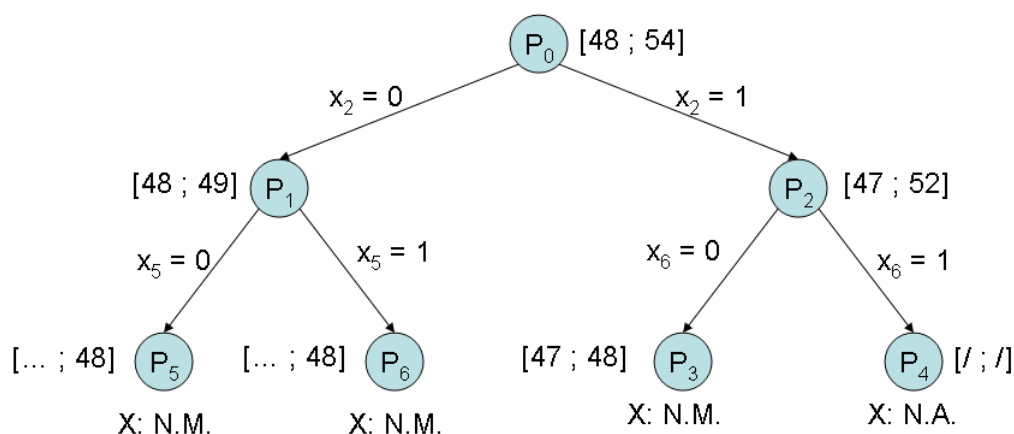 P₀ [48 ; 54]
x₂ = 0 x₂ = 1
[48 ; 49] P₁ P₂ [47 ; 52]
x₅ = 0 x₅ = 1 x₆ = 0 x₆ = 1
[... ; 48] P₅ [... ; 48] P₆ [47 ; 48] P₃ P₄ [/ ; /]
X: N.M. X: N.M. X: N.M. X: N.A.